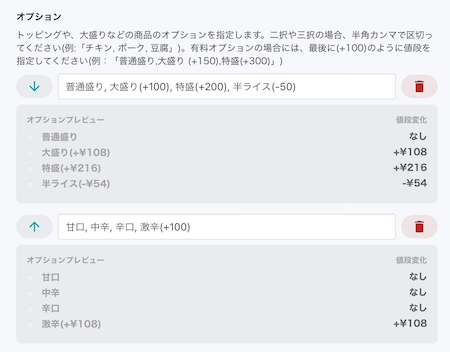 オプション
トッピングや、大盛りなどの商品のオプションを指定します。二択や三択の場合、半角カンマで区切っ
てください(例:「チキン, ポーク, 豆腐」)。有料オプションの場合には、最後に(+100)のように値段を
指定してください(例：「普通盛り,大盛り (+150),特盛(+300)」)
普通盛り, 大盛り(+100), 特盛(+200), 半ライス(-50)
オプションプレビュー 値段変化
普通盛り なし
大盛り(+¥108) +¥108
特盛(+¥216) +¥216
半ライス(-¥54) -¥54
甘口, 中辛, 辛口, 激辛(+100)
オプションプレビュー 値段変化
甘口 なし
中辛 なし
辛口 なし
激辛(+¥108) +¥108